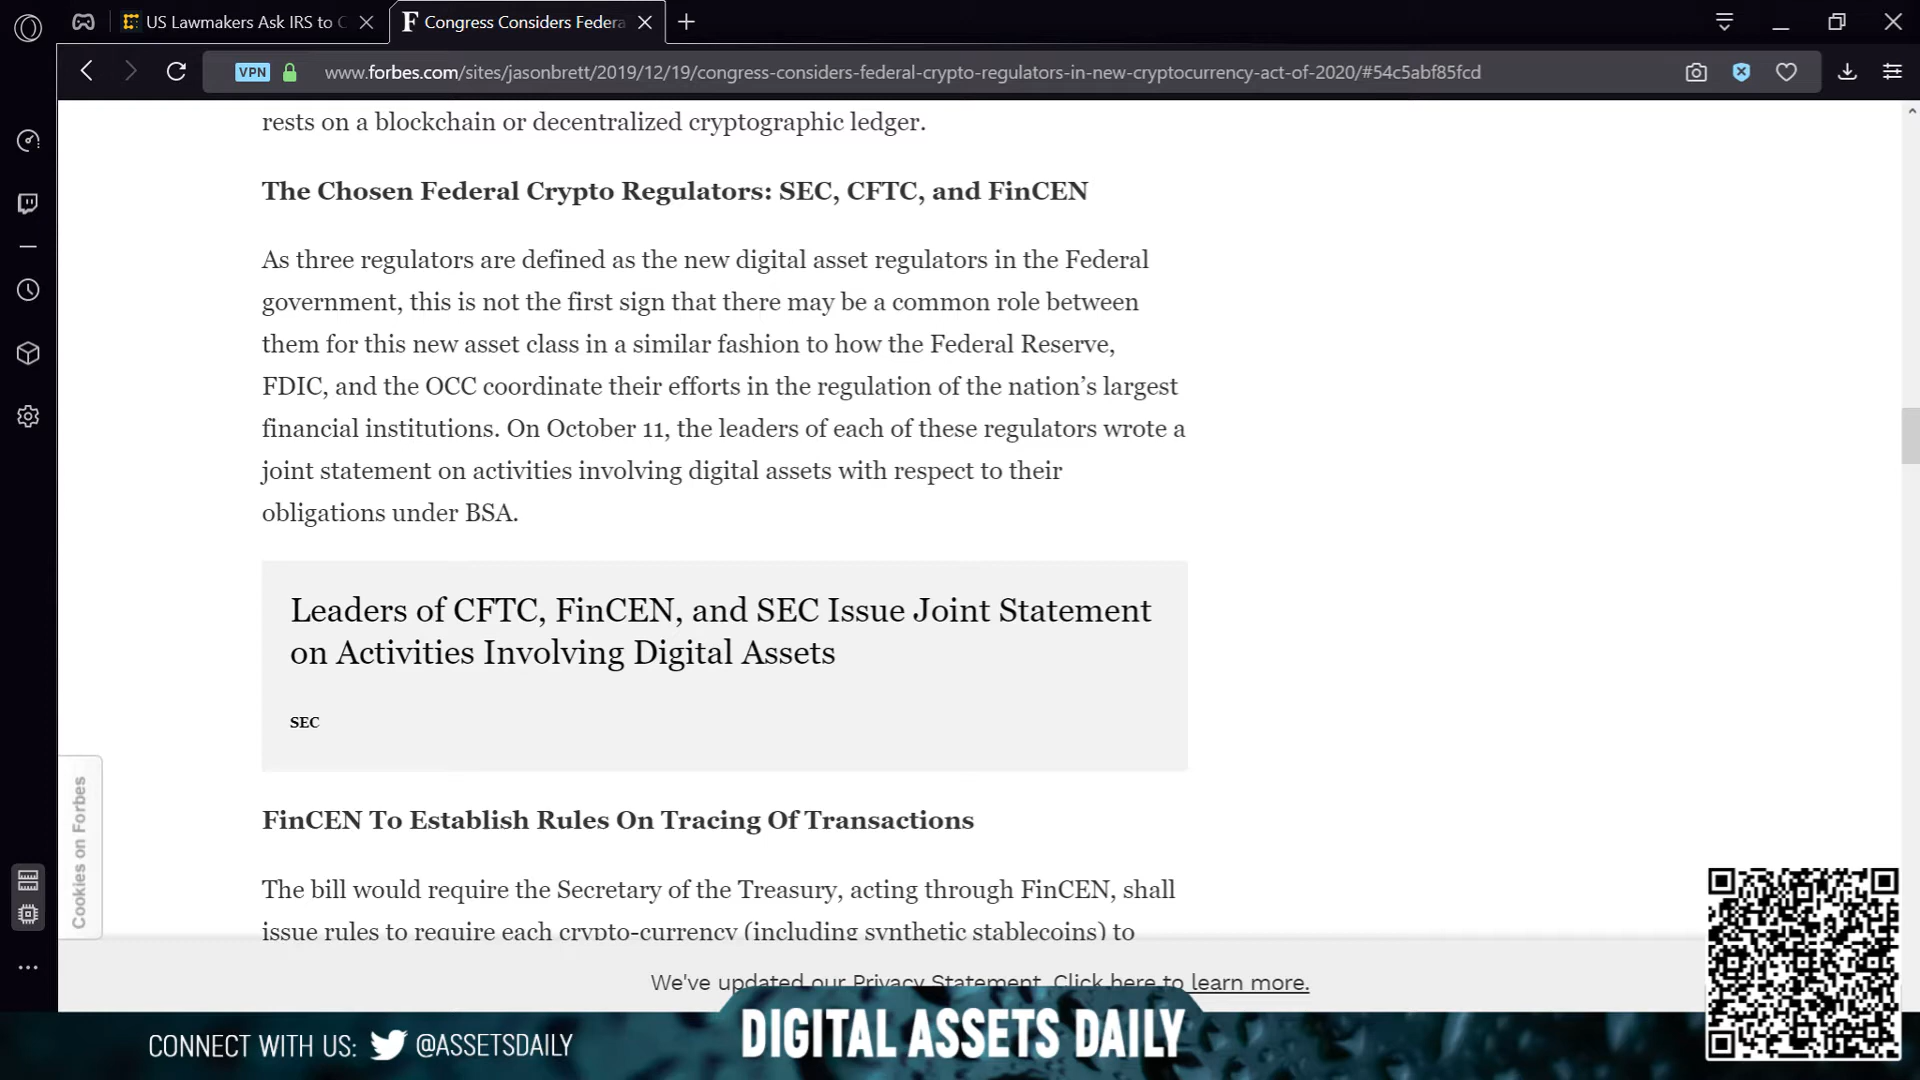 US Lawmakers Ask IRS to C
Congress Considers Federa
VPN
www.forbes.com/sites/jasonbrett/2019/12/19/congress-considers-federal-crypto-regulators-in-new-cryptocurrency-act-of-2020/#54c5abf85fcd
rests on a blockchain or decentralized cryptographic ledger.
The Chosen Federal Crypto Regulators: SEC, CFTC, and FinCEN
As three regulators are defined as the new digital asset regulators in the Federal
government, this is not the first sign that there may be a common role between
them for this new asset class in a similar fashion to how the Federal Reserve,
FDIC, and the OCC coordinate their efforts in the regulation of the nation’s largest
financial institutions. On October 11, the leaders of each of these regulators wrote a
joint statement on activities involving digital assets with respect to their
obligations under BSA.
Leaders of CFTC, FinCEN, and SEC Issue Joint Statement
on Activities Involving Digital Assets
SEC
Cookies on Forbes
FinCEN To Establish Rules On Tracing Of Transactions
The bill would require the Secretary of the Treasury, acting through FinCEN, shall
issue rules to require each crypto-currency (including synthetic stablecoins) to
We've updated our Privacy Statement. Click here to learn more.
CONNECT WITH US: @ASSETSDAILY
DIGITAL ASSETS DAILY